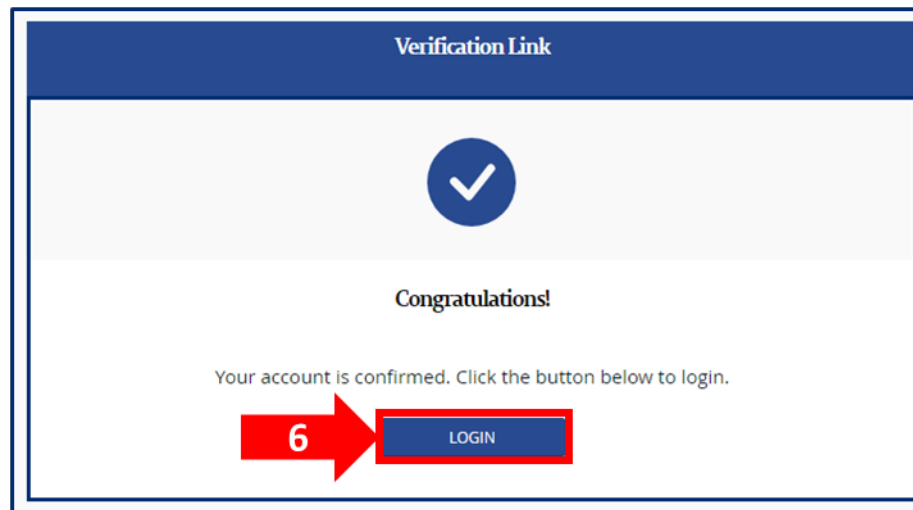 Verification Link
Congratulations!
Your account is confirmed. Click the button below to login.
6
LOGIN